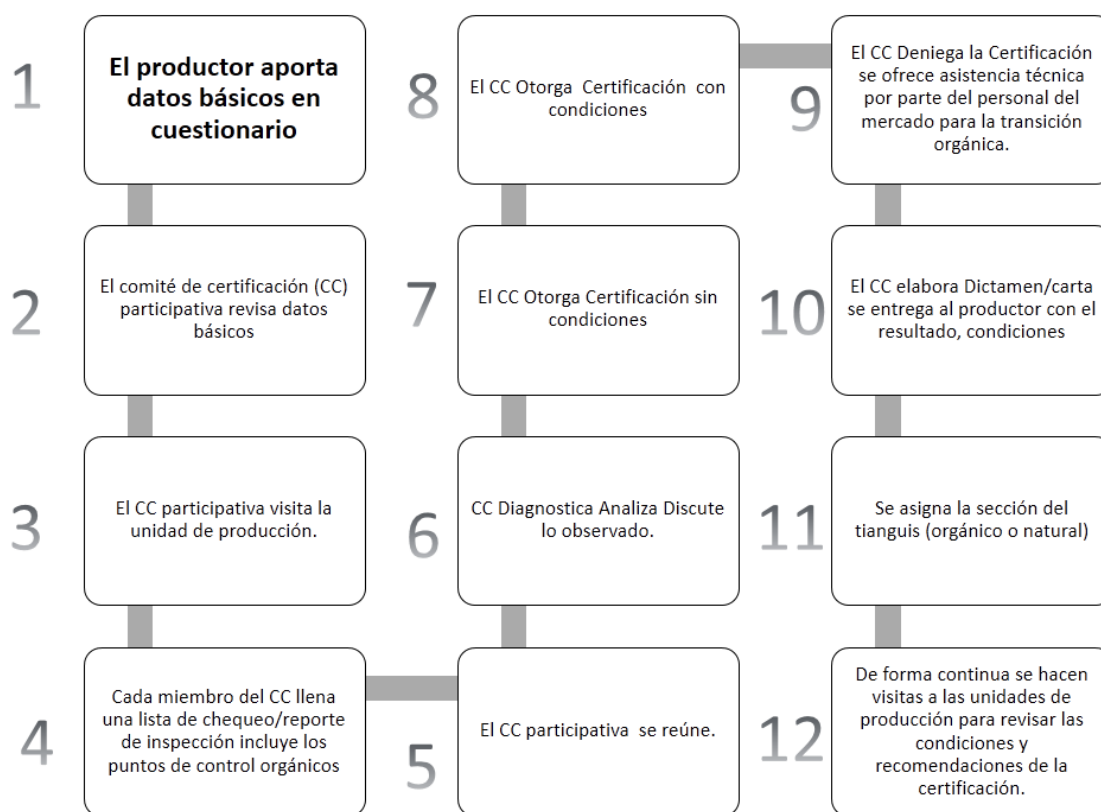 1
El productor aporta
datos básicos en
cuestionario
2
El comité de certificación (CC)
participativa revisa datos
básicos
3
El CC participativa visita la
unidad de producción.
4
Cada miembro del CC llena
una lista de chequeo/reporte
de inspección incluye los
puntos de control orgánicos
5
El CC participativa se reúne.
6
CC Diagnostica Analiza Discute
lo observado.
7
El CC Otorga Certificación sin
condiciones
8
El CC Otorga Certificación con
condiciones
9
El CC Deniega la Certificación
se ofrece asistencia técnica
por parte del personal del
mercado para la transición
orgánica.
10
El CC elabora Dictamen/carta
se entrega al productor con el
resultado, condiciones
11
Se asigna la sección del
tianguis (orgánico o natural)
12
De forma continua se hacen
visitas a las unidades de
producción para revisar las
condiciones y
recomendaciones de la
certificación.